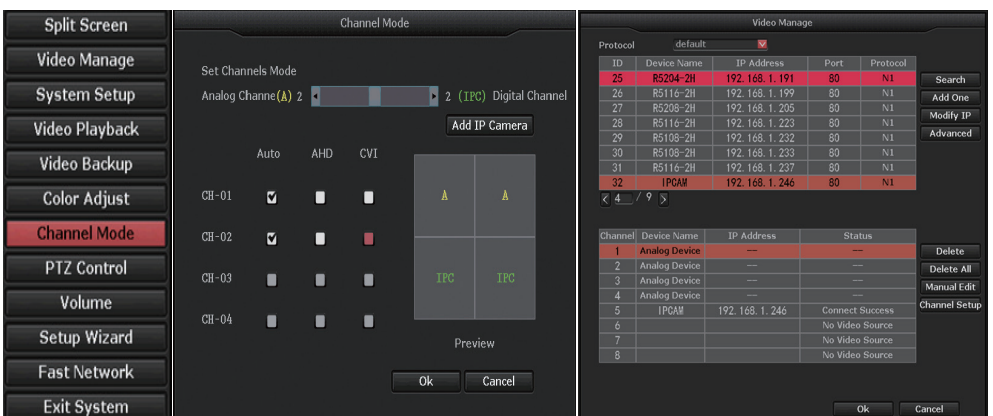 Split Screen
Video Manage
System Setup
Video Playback
Video Backup
Color Adjust
Channel Mode
PTZ Control
Volume
Setup Wizard
Fast Network
Exit System
Channel Mode
Set Channels Mode
Analog Channe(A) 2 2 (IPC) Digital Channel
Add IP Camera
Auto AHD CVI
CH-01
CH-02
CH-03
CH-04
A A
IPC IPC
Preview
Ok Cancel
Video Manage
Protocol default
ID Device Name IP Address Port Protocol
25 R5204-2H 192.168.1.191 80 N1
26 R5116-2H 192.168.1.199 80 N1
27 R5208-2H 192.168.1.205 80 N1
28 R5116-2H 192.168.1.223 80 N1
29 R5108-2H 192.168.1.232 80 N1
30 R5108-2H 192.168.1.233 80 N1
31 R5116-2H 192.168.1.237 80 N1
32 IPCAM 192.168.1.246 80 N1
Search
Add One
Modify IP
Advanced
< 4 / 9 >
Channel Device Name IP Address Status
1 Analog Device -- --
2 Analog Device -- --
3 Analog Device -- --
4 Analog Device -- --
5 IPCAM 192.168.1.246 Connect Success
6 No Video Source
7 No Video Source
8 No Video Source
Delete
Delete All
Manual Edit
Channel Setup
Ok Cancel